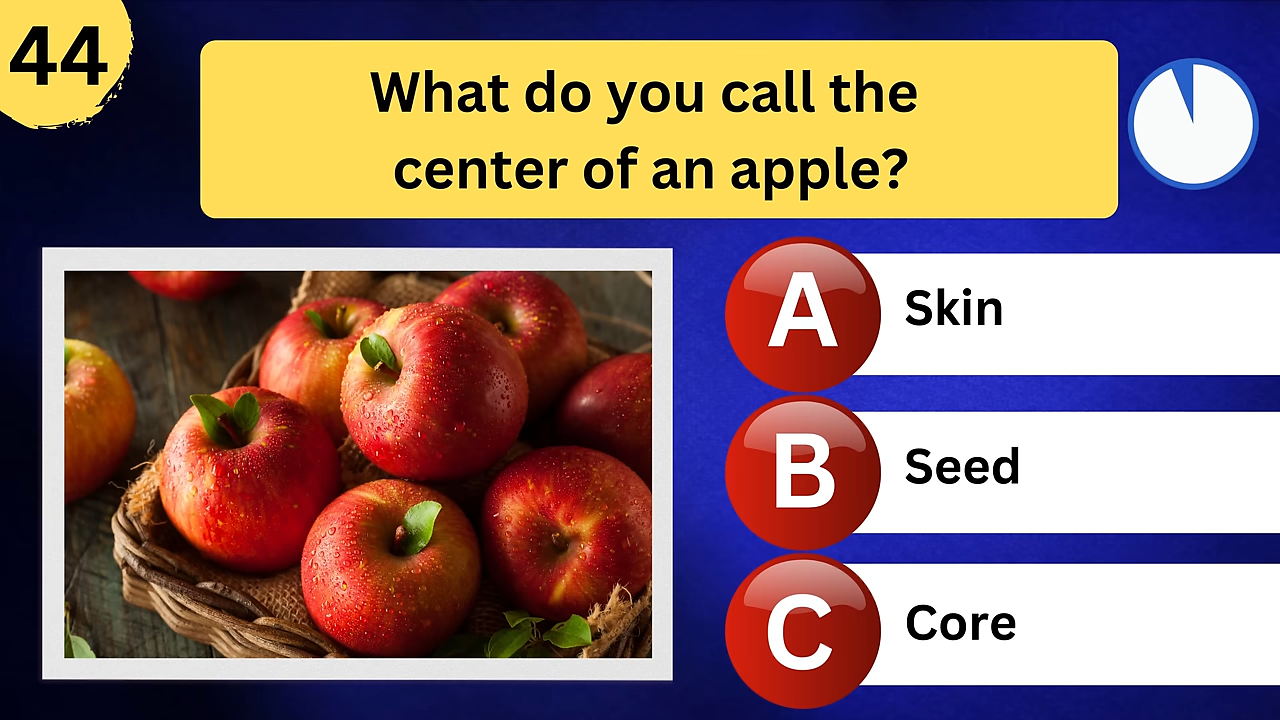 44
What do you call the
center of an apple?
A Skin
B Seed
C Core